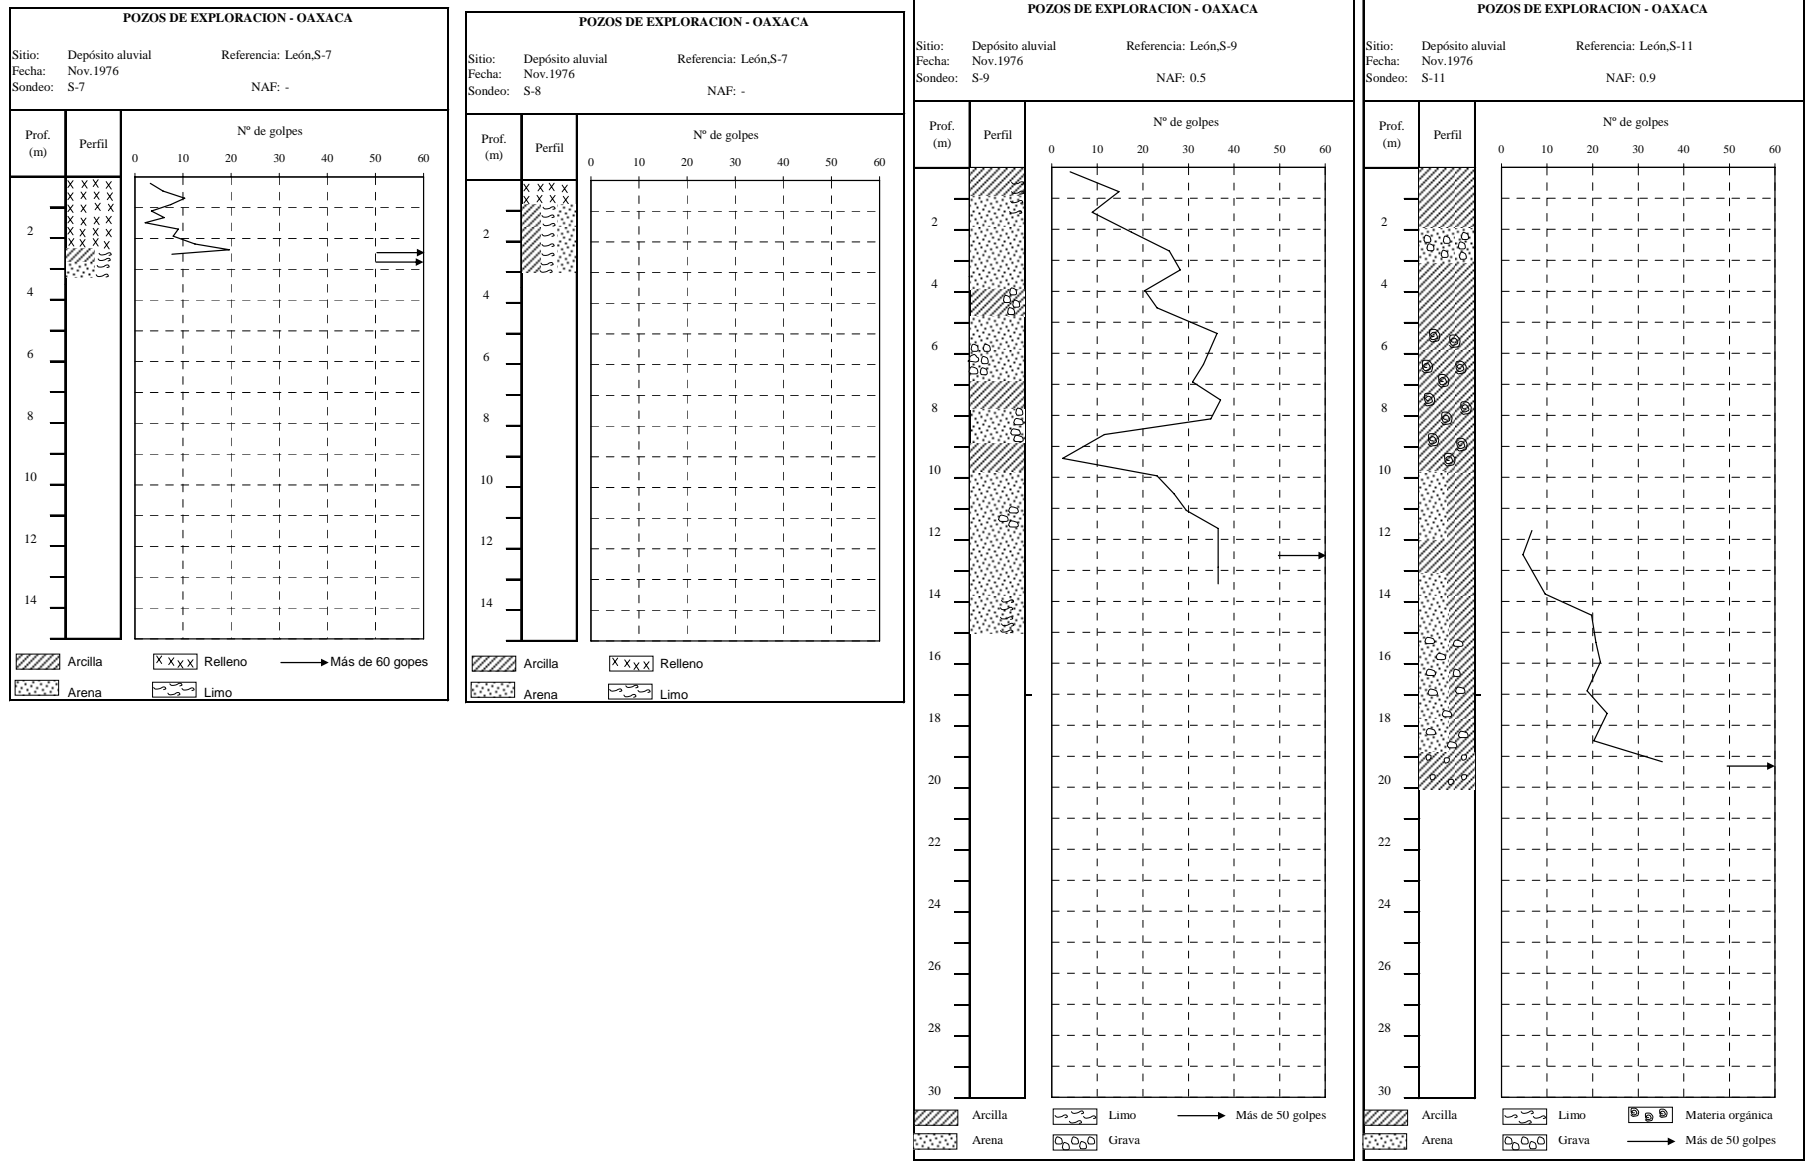 POZOS DE EXPLORACION - OAXACA
Sitio: Depósito aluvial Referencia: León,S-7
Fecha: Nov.1976
Sondeo: S-7 NAF: -
Nº de golpes
Prof. (m)
Perfil
0 10 20 30 40 50 60
2
4
6
8
10
12
14
Arcilla Relleno Más de 60 gopes
Arena Limo
POZOS DE EXPLORACION - OAXACA
Sitio: Depósito aluvial Referencia: León,S-7
Fecha: Nov.1976
Sondeo: S-8 NAF: -
Nº de golpes
Prof. (m)
Perfil
0 10 20 30 40 50 60
2
4
6
8
10
12
14
Arcilla Relleno
Arena Limo
POZOS DE EXPLORACION - OAXACA
Sitio: Depósito aluvial Referencia: León,S-9
Fecha: Nov.1976
Sondeo: S-9 NAF: 0.5
Nº de golpes
Prof. (m)
Perfil
0 10 20 30 40 50 60
2
4
6
8
10
12
14
16
18
20
22
24
26
28
30
Arcilla Limo Más de 50 golpes
Arena Grava
POZOS DE EXPLORACION - OAXACA
Sitio: Depósito aluvial Referencia: León,S-11
Fecha: Nov.1976
Sondeo: S-11 NAF: 0.9
Nº de golpes
Prof. (m)
Perfil
0 10 20 30 40 50 60
2
4
6
8
10
12
14
16
18
20
22
24
26
28
30
Arcilla Limo Materia orgánica
Arena Grava Más de 50 golpes